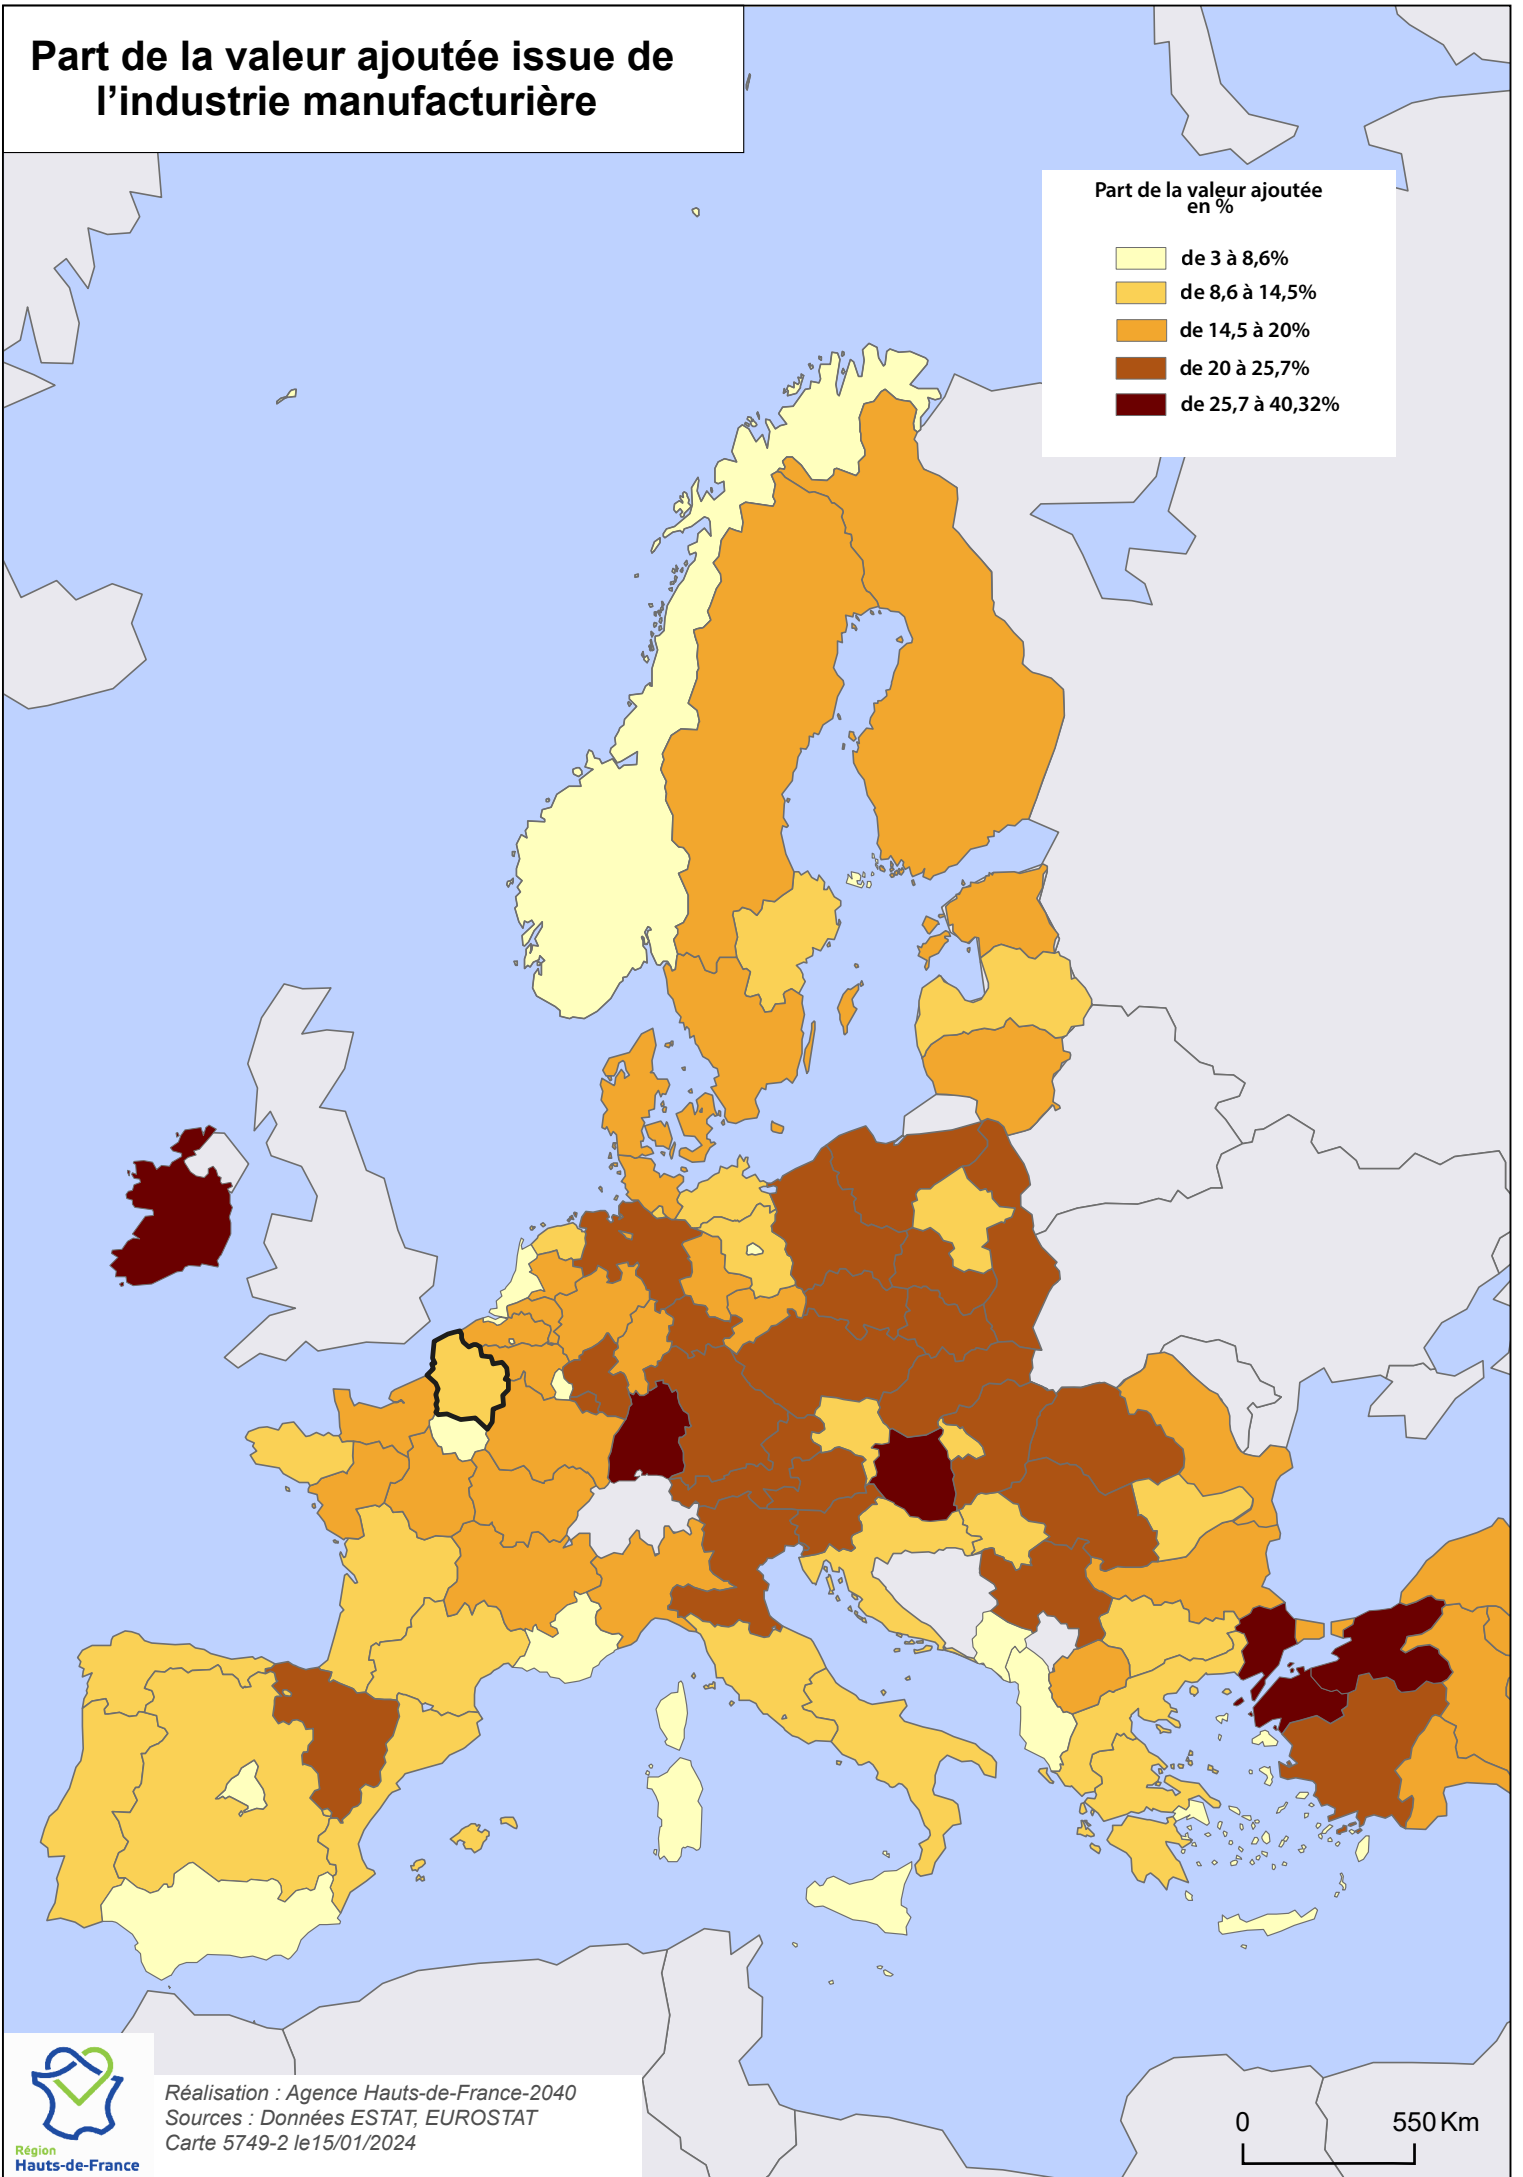 Part de la valeur ajoutée issue de
l'industrie manufacturière
Part de la valeur ajoutée
en %
de 3 à 8,6%
de 8,6 à 14,5%
de 14,5 à 20%
de 20 à 25,7%
de 25,7 à 40,32%
Région
Hauts-de-France
Réalisation : Agence Hauts-de-France-2040
Sources : Données ESTAT, EUROSTAT
Carte 5749-2 le15/01/2024
0 550 Km